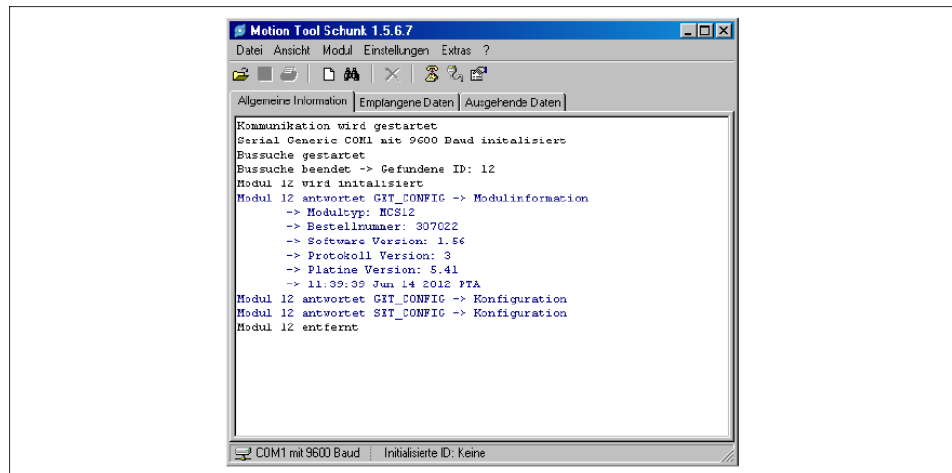 Motion Tool Schunk 1.5.6.7
Datei Ansicht Modul Einstellungen Extras ?
Allgemeine Information Empfangene Daten Ausgehende Daten
Kommunikation wird gestartet
Serial Generic COM1 mit 9600 Baud initalisiert
Bussuche gestartet
Bussuche beendet -> Gefundene ID: 12
Modul 12 wird initalisiert
Modul 12 antwortet GET_CONFIG -> Modulinformation
-> Modultyp: MCS12
-> Bestellnummer: 307022
-> Software Version: 1.56
-> Protokoll Version: 3
-> Platine Version: 5.41
-> 11:39:39 Jun 14 2012 PTA
Modul 12 antwortet GET_CONFIG -> Konfiguration
Modul 12 antwortet SET_CONFIG -> Konfiguration
Modul 12 entfernt
COM1 mit 9600 Baud Initialisierte ID: Keine